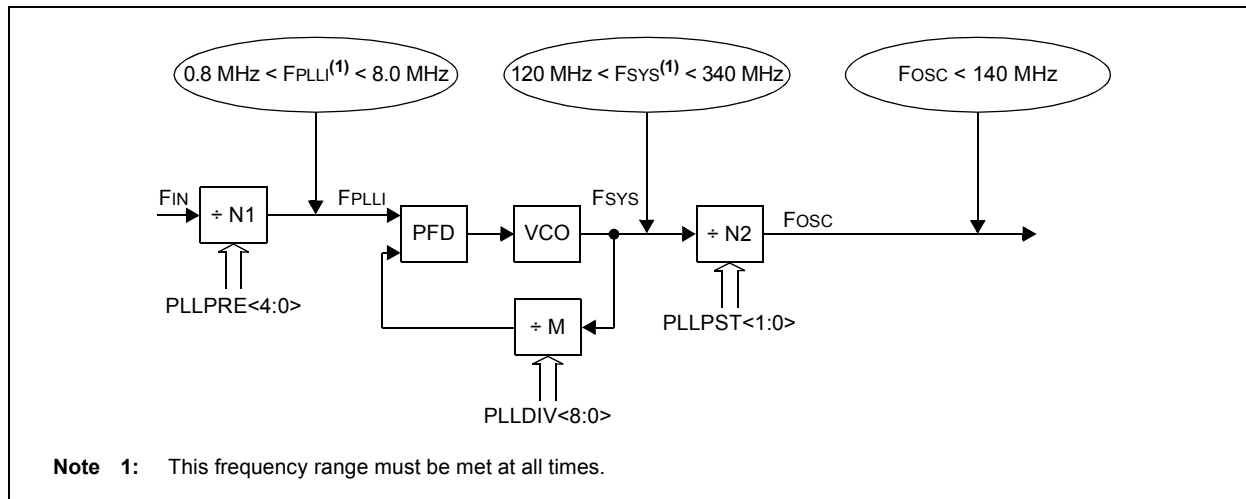 0.8 MHz < FPLLI(1) < 8.0 MHz
120 MHz < FSYS(1) < 340 MHz
FOSC < 140 MHz
FIN
÷ N1
FPLLI
PFD
VCO
FSYS
÷ N2
FOSC
PLLPRE<4:0>
÷ M
PLLPST<1:0>
PLLDIV<8:0>
Note 1: This frequency range must be met at all times.